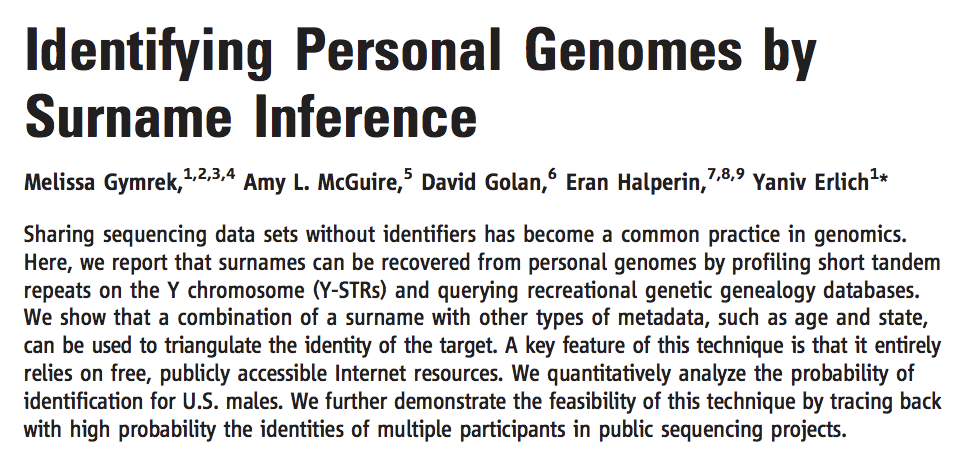 Identifying Personal Genomes by
Surname Inference
Melissa Gymrek,1,2,3,4 Amy L. McGuire,5 David Golan,6 Eran Halperin,7,8,9 Yaniv Erlich1*
Sharing sequencing data sets without identifiers has become a common practice in genomics.
Here, we report that surnames can be recovered from personal genomes by profiling short tandem
repeats on the Y chromosome (Y-STRs) and querying recreational genetic genealogy databases.
We show that a combination of a surname with other types of metadata, such as age and state,
can be used to triangulate the identity of the target. A key feature of this technique is that it entirely
relies on free, publicly accessible Internet resources. We quantitatively analyze the probability of
identification for U.S. males. We further demonstrate the feasibility of this technique by tracing back
with high probability the identities of multiple participants in public sequencing projects.